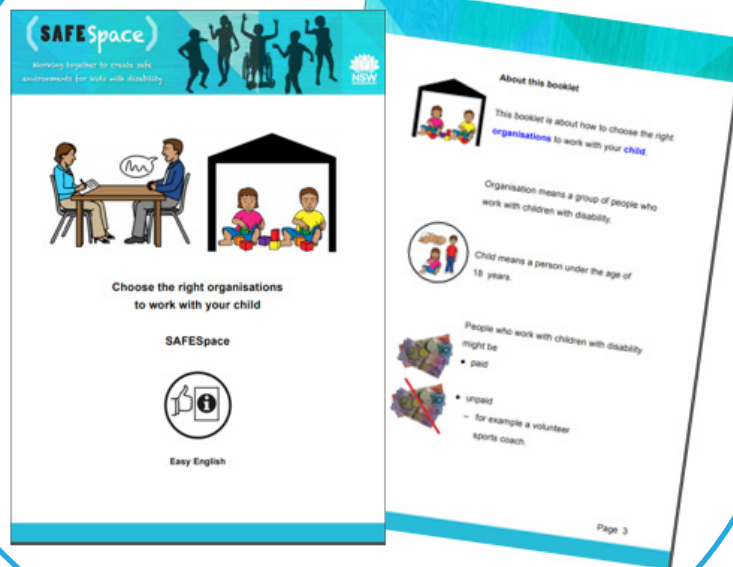 (SAFESpace)
Working together to create safe
environments for kids with disability
NSW
Choose the right organisations
to work with your child
SAFESpace
Easy English
About this booklet
This booklet is about how to choose the right
organisations to work with your child.
Organisation means a group of people who
work with children with disability.
Child means a person under the age of
18 years.
People who work with children with disability
might be
• paid
• unpaid
– for example a volunteer
sports coach.
Page 3